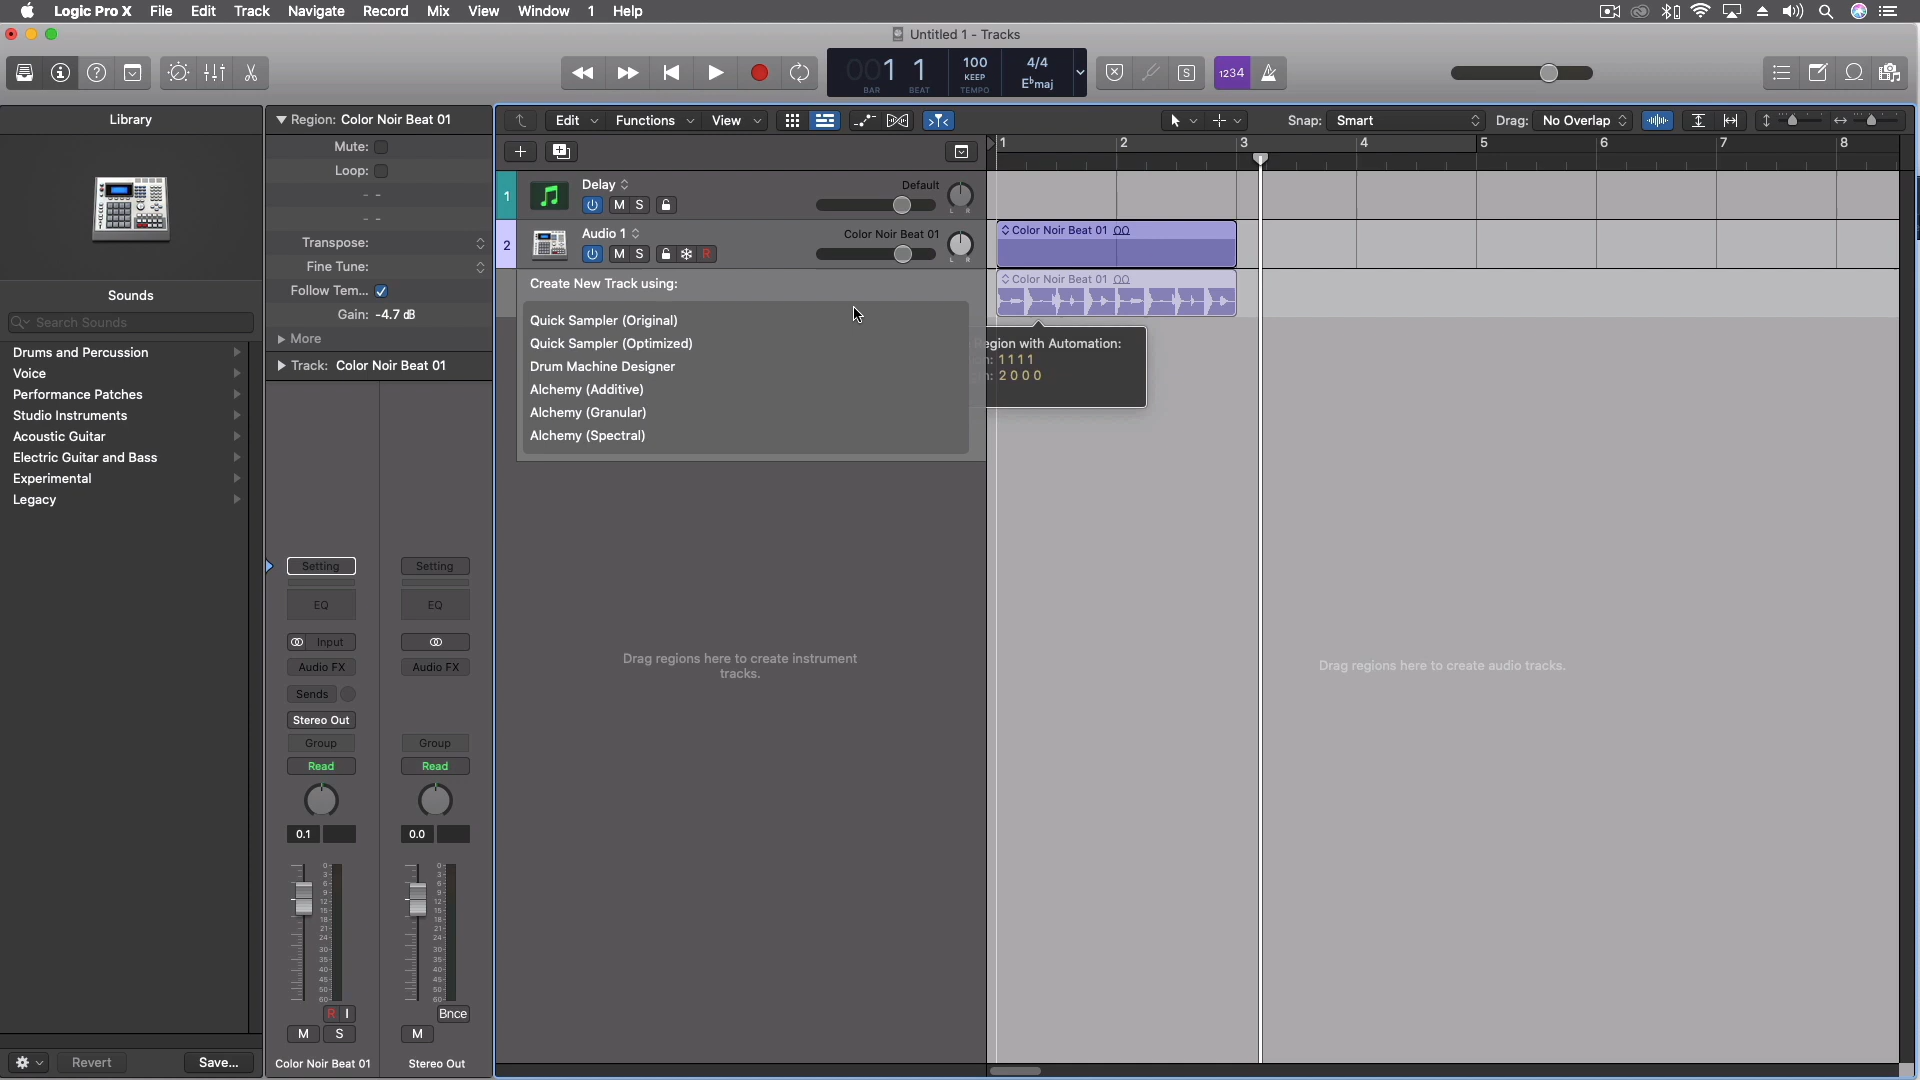 Logic Pro X File Edit Track Navigate Record Mix View Window 1 Help
Untitled 1 - Tracks
001 1
BAR BEAT
100
KEEP
TEMPO
4/4
E♭maj
S
1234
Library
Region: Color Noir Beat 01
Edit Functions View
Snap: Smart
Drag: No Overlap
Mute:
Loop:
- -
- -
Transpose:
Fine Tune:
Follow Tem...
Gain: -4.7 dB
More
Track: Color Noir Beat 01
Sounds
Search Sounds
Drums and Percussion
Voice
Performance Patches
Studio Instruments
Acoustic Guitar
Electric Guitar and Bass
Experimental
Legacy
1 2 3 4 5 6 7 8
1
Delay
Default
M S
L R
2
Audio 1
Color Noir Beat 01
M S R
L R
Color Noir Beat 01
Color Noir Beat 01
Create New Track using:
Quick Sampler (Original)
Quick Sampler (Optimized)
Drum Machine Designer
Alchemy (Additive)
Alchemy (Granular)
Alchemy (Spectral)
egion with Automation:
n: 1 1 1 1
n: 2 0 0 0
Drag regions here to create instrument
tracks.
Drag regions here to create audio tracks.
Setting Setting
EQ EQ
Input
Audio FX Audio FX
Sends
Stereo Out
Group Group
Read Read
0.1 0.0
R I
Bnce
M S M
Color Noir Beat 01 Stereo Out
Revert Save...